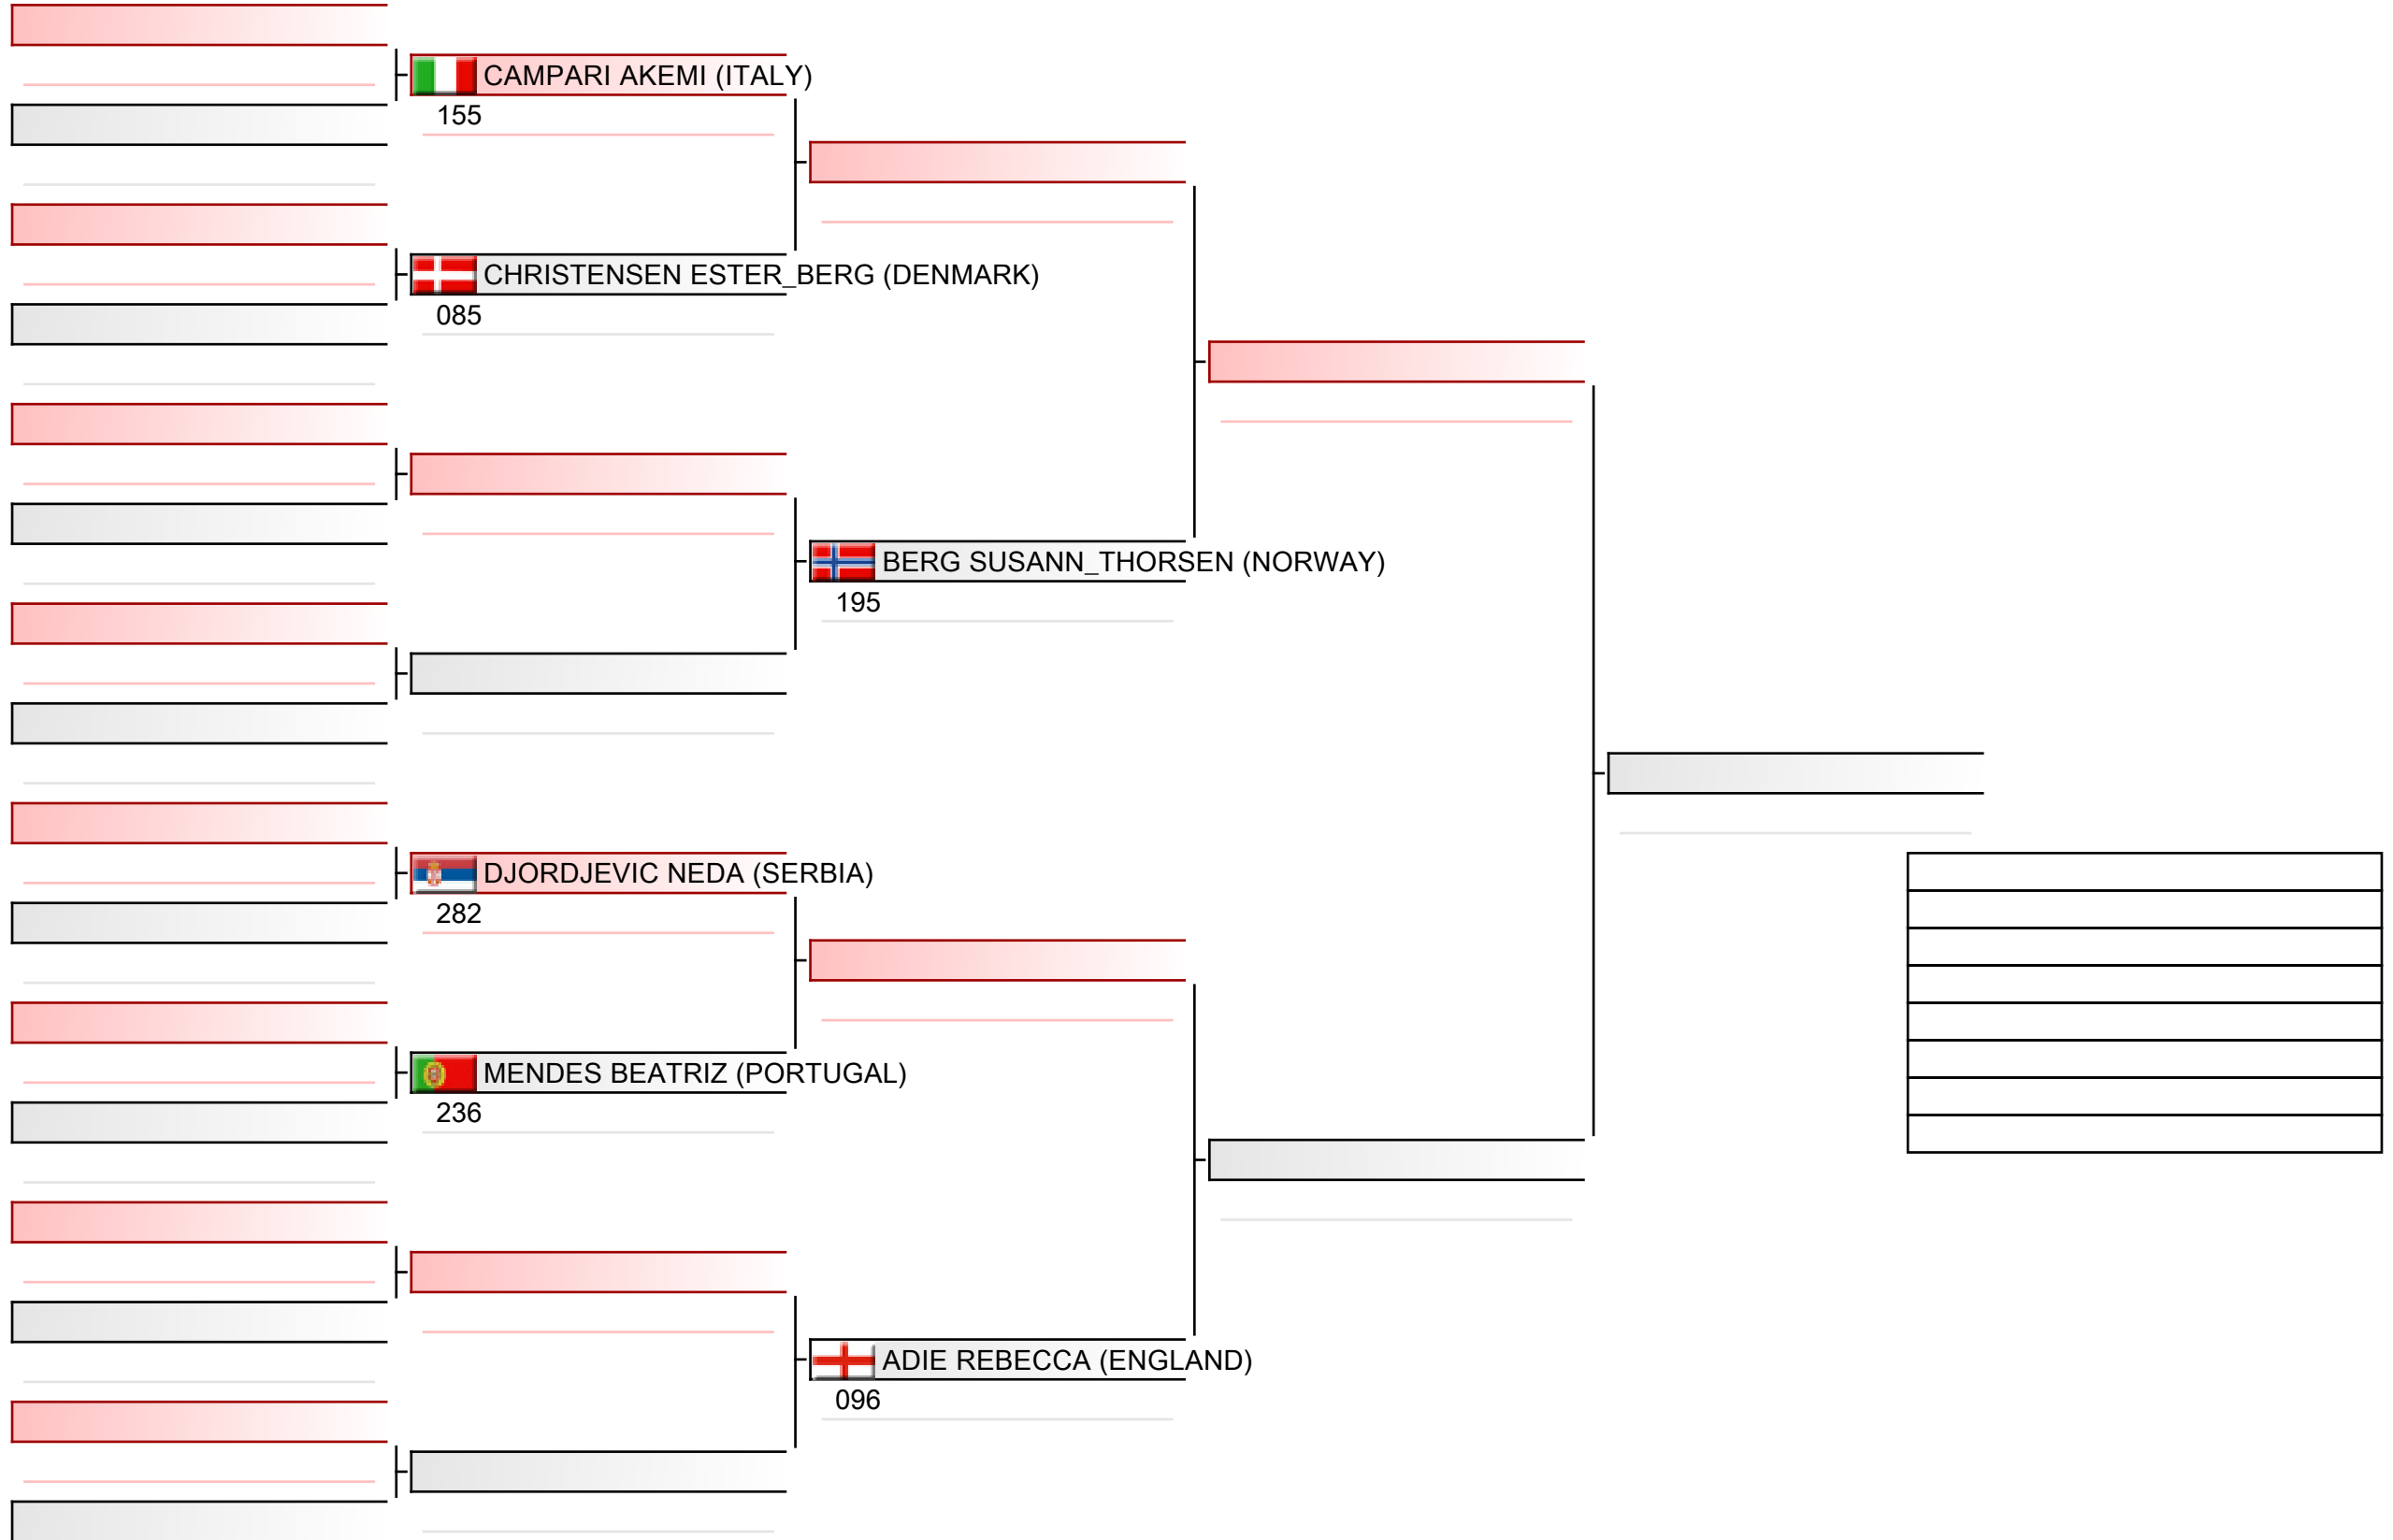 CAMPARI AKEMI (ITALY)
155
CHRISTENSEN ESTER_BERG (DENMARK)
085
BERG SUSANN_THORSEN (NORWAY)
195
DJORDJEVIC NEDA (SERBIA)
282
MENDES BEATRIZ (PORTUGAL)
236
ADIE REBECCA (ENGLAND)
096